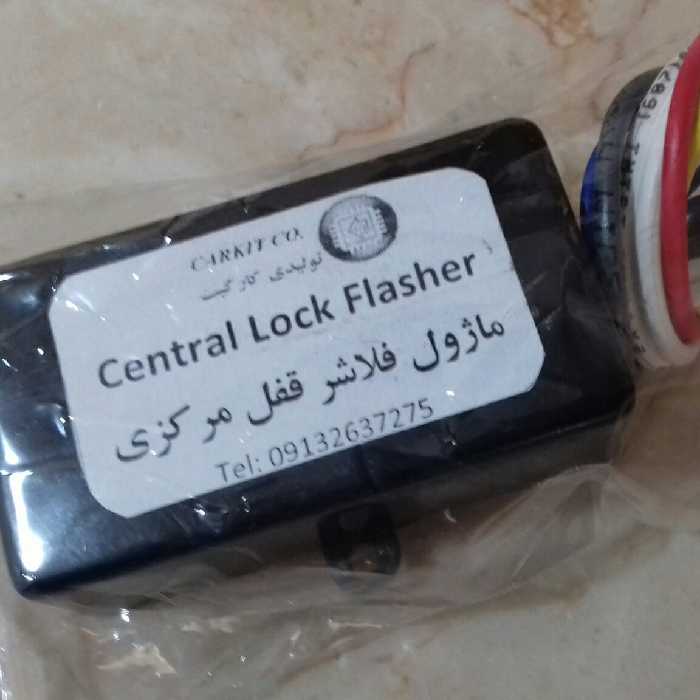 CARKIT CO.
تولیدی کارکیت
Central Lock Flasher
ماژول فلاشر قفل مرکزی
Tel: 09132637275